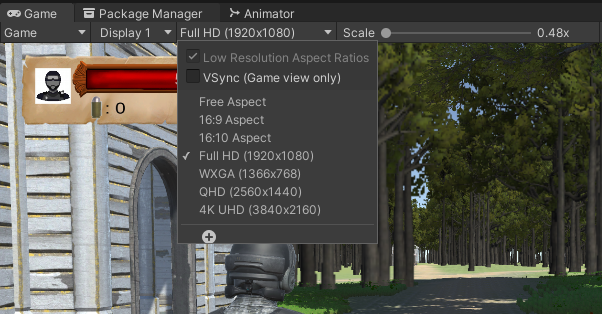 Game Package Manager Animator
Game Display 1 Full HD (1920x1080) Scale 0.48x
Low Resolution Aspect Ratios
VSync (Game view only)
: 0
Free Aspect
16:9 Aspect
16:10 Aspect
Full HD (1920x1080)
WXGA (1366x768)
QHD (2560x1440)
4K UHD (3840x2160)